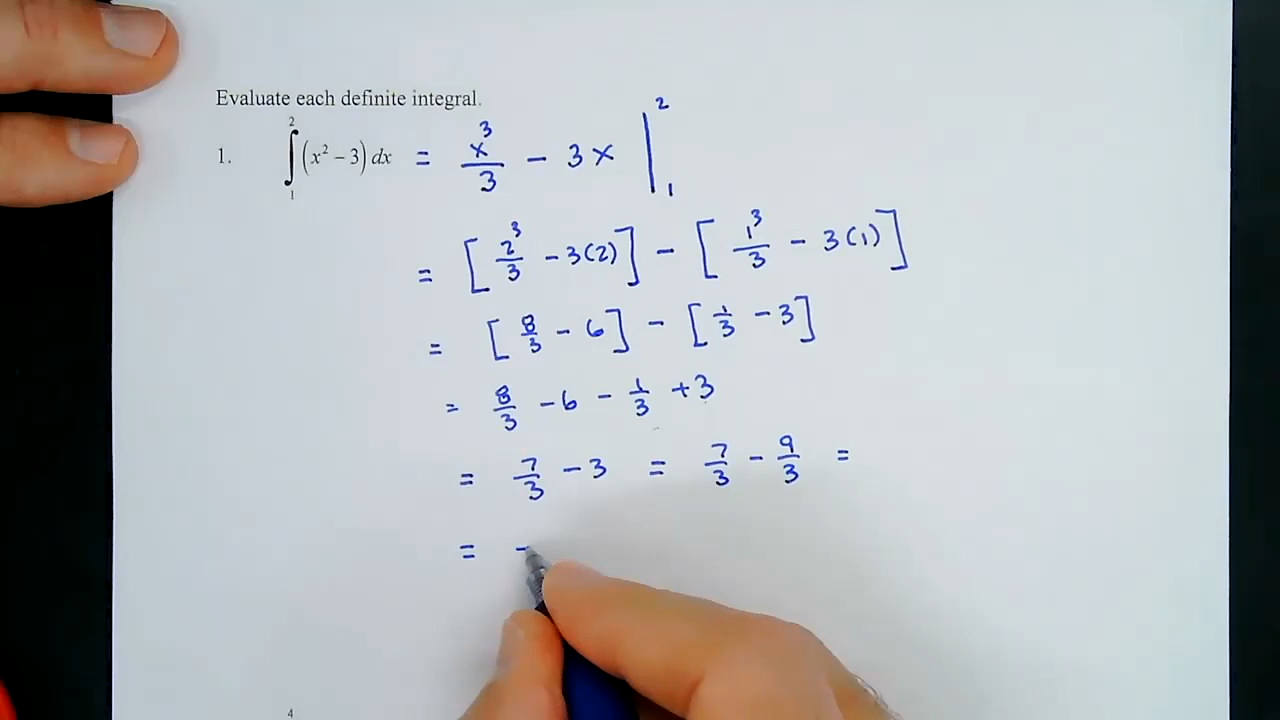 Evaluate each definite integral.
1. ∫₁² (x² − 3) dx = x³/3 − 3x |₁²
= [2³/3 − 3(2)] − [1³/3 − 3(1)]
= [8/3 − 6] − [1/3 − 3]
= 8/3 − 6 − 1/3 + 3
= 7/3 − 3 = 7/3 − 9/3 =
= −
4